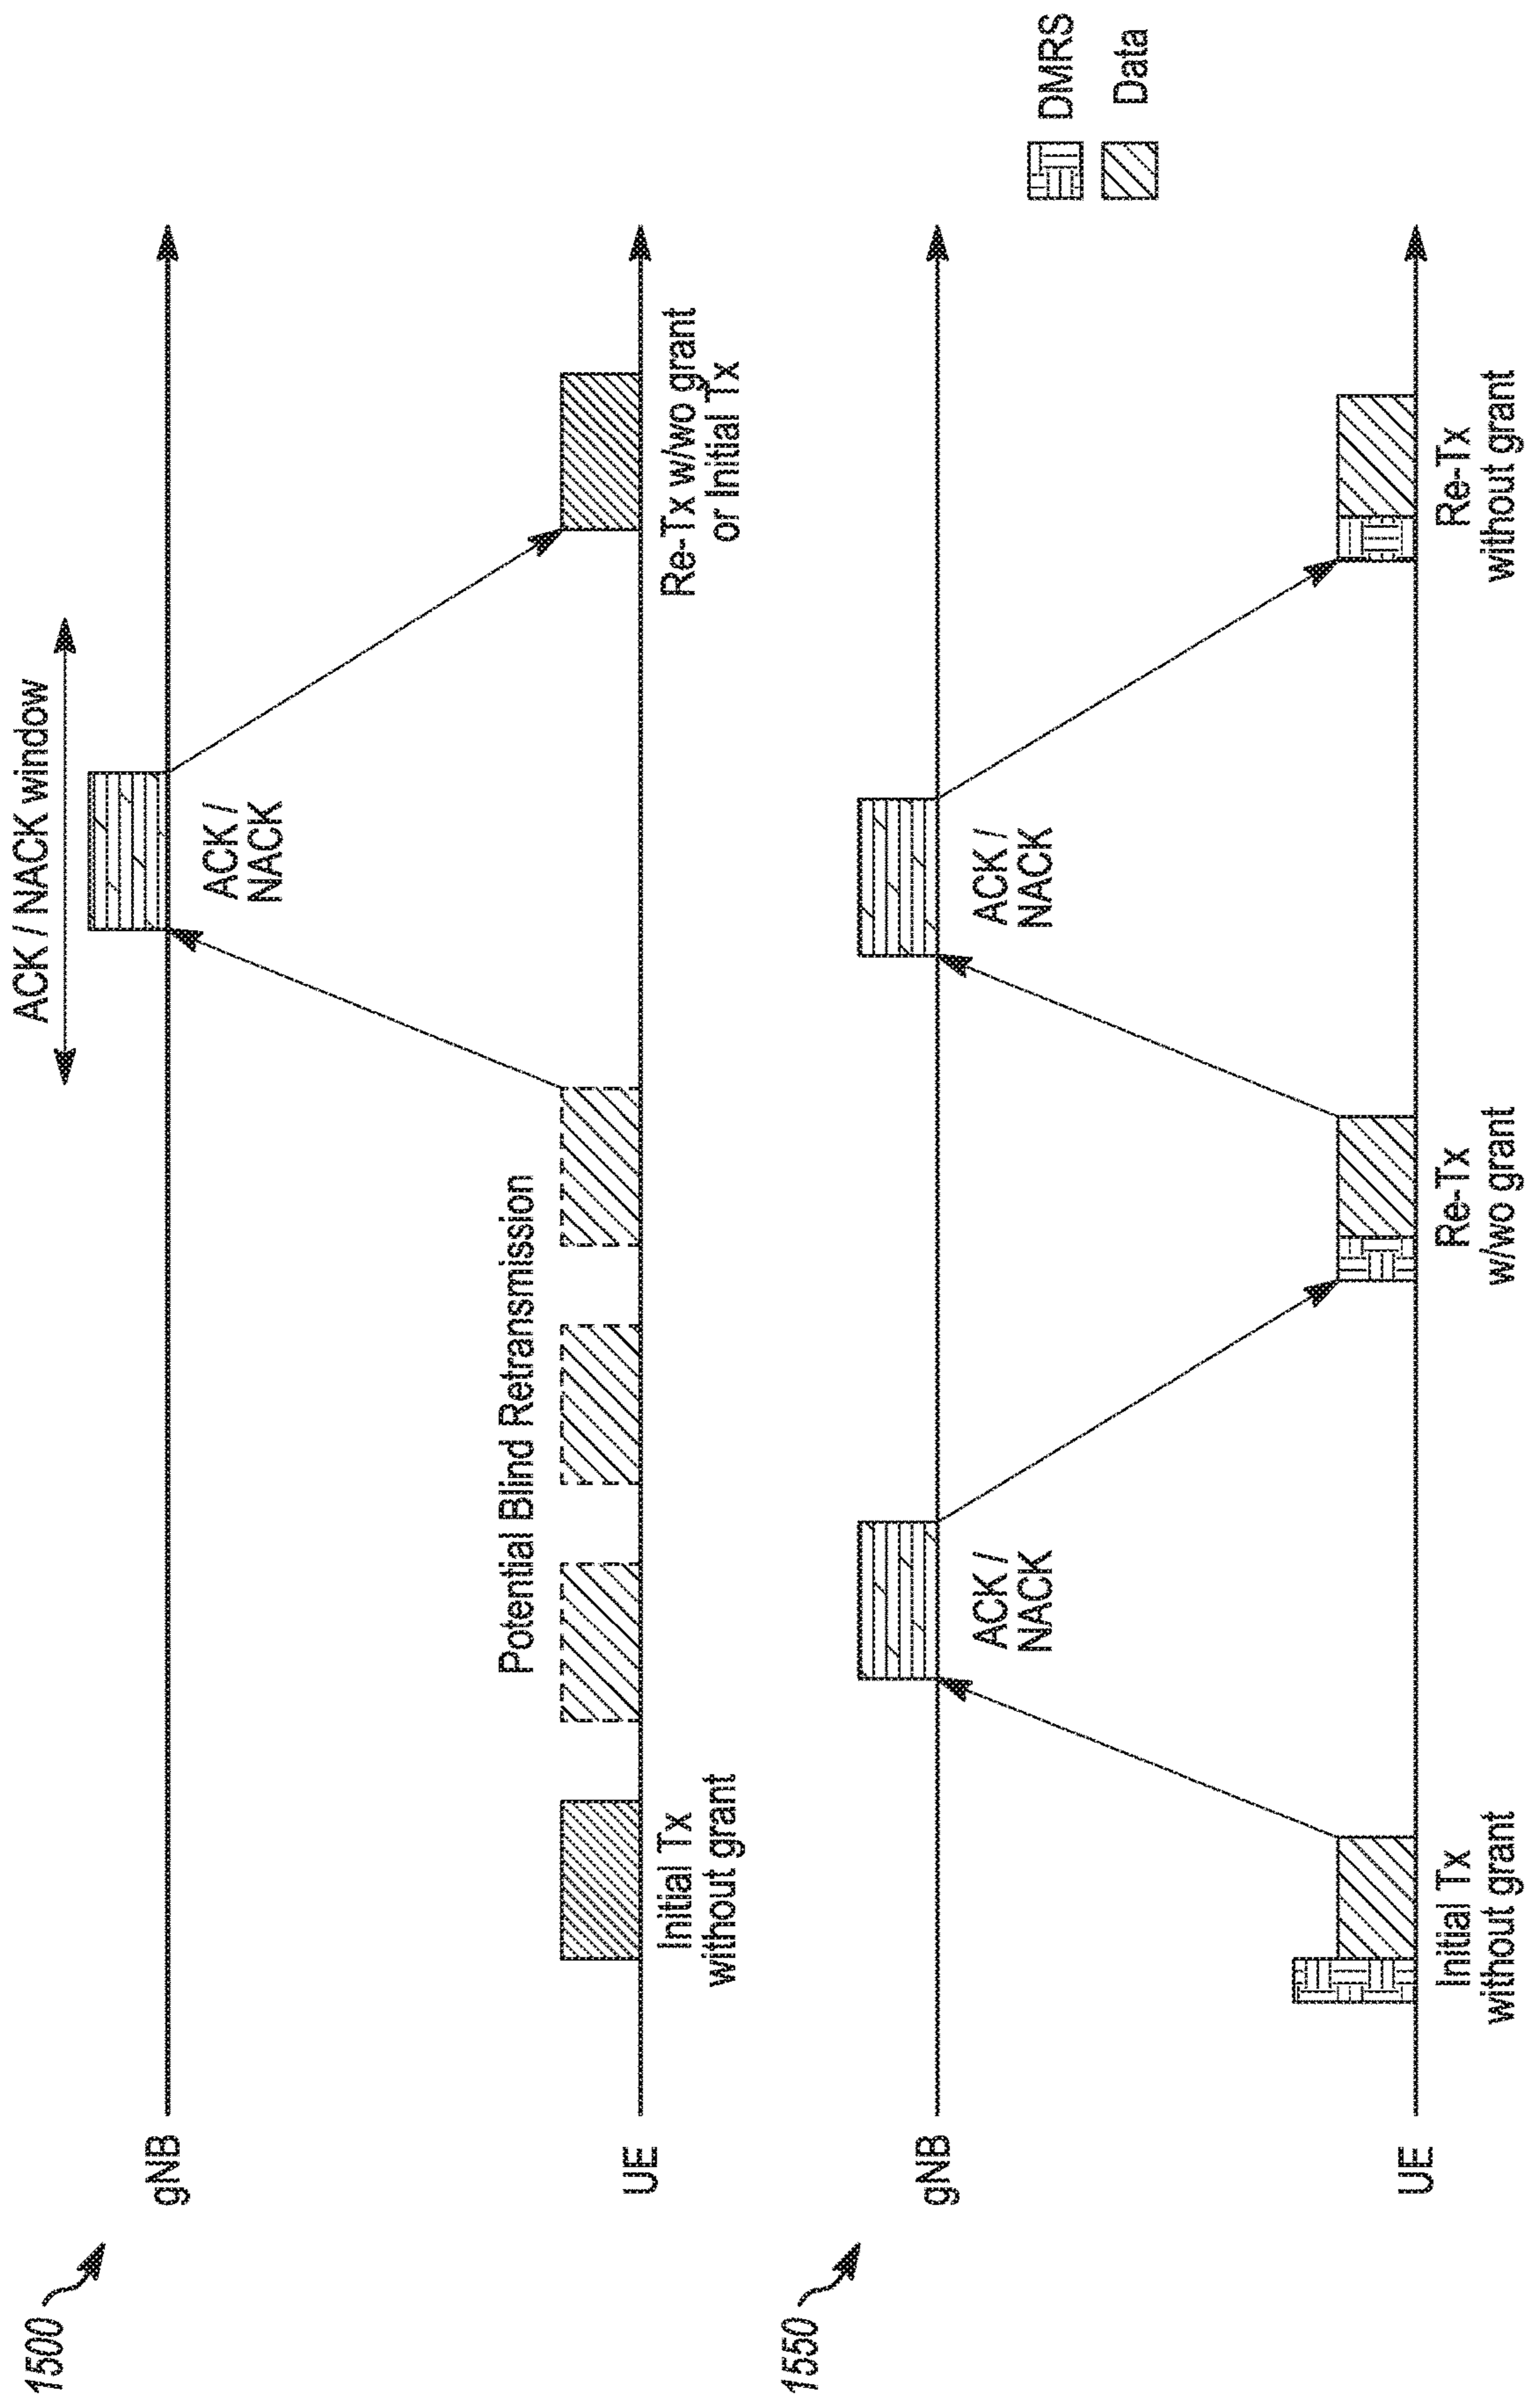 1500
ACK / NACK window
gNB
ACK /
NACK
Potential Blind Retransmission
UE
Initial Tx
without grant
Re-Tx w/wo grant
or Initial Tx
1550
gNB
ACK /
NACK
ACK /
NACK
DMRS
Data
UE
Initial Tx
without grant
Re-Tx
w/wo grant
Re-Tx
without grant